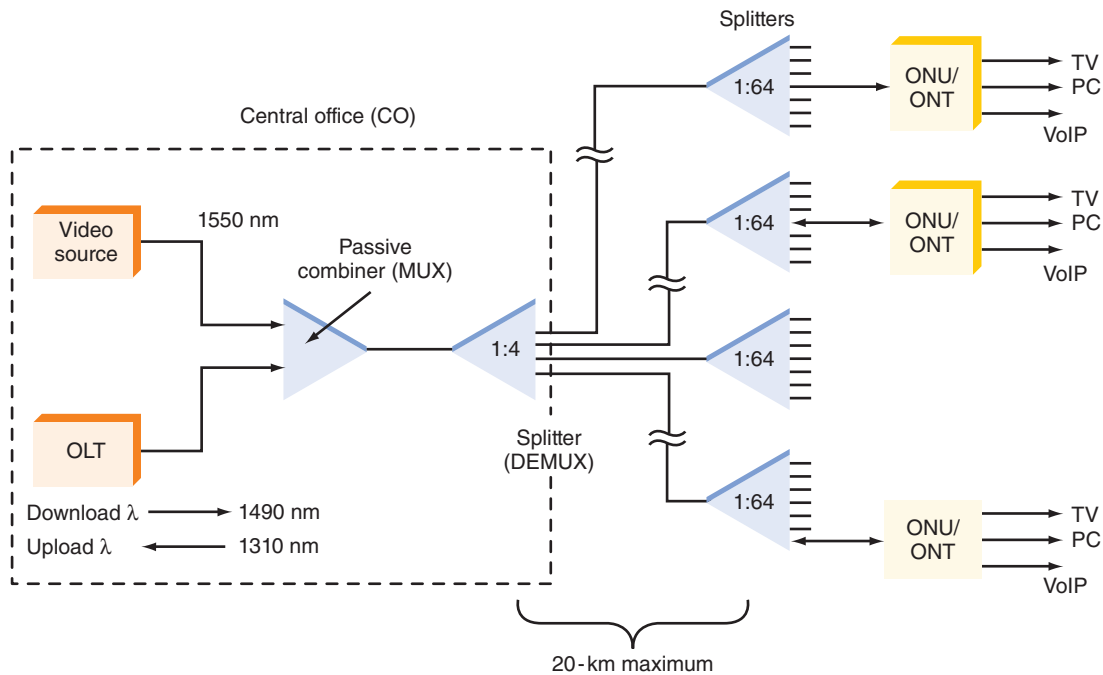 Splitters
1:64
ONU/
ONT
TV
PC
VoIP
Central office (CO)
Video
source
1550 nm
Passive
combiner (MUX)
1:64
ONU/
ONT
TV
PC
VoIP
1:4
1:64
OLT
Splitter
(DEMUX)
Download λ
1490 nm
Upload λ
1310 nm
1:64
ONU/
ONT
TV
PC
VoIP
20-km maximum